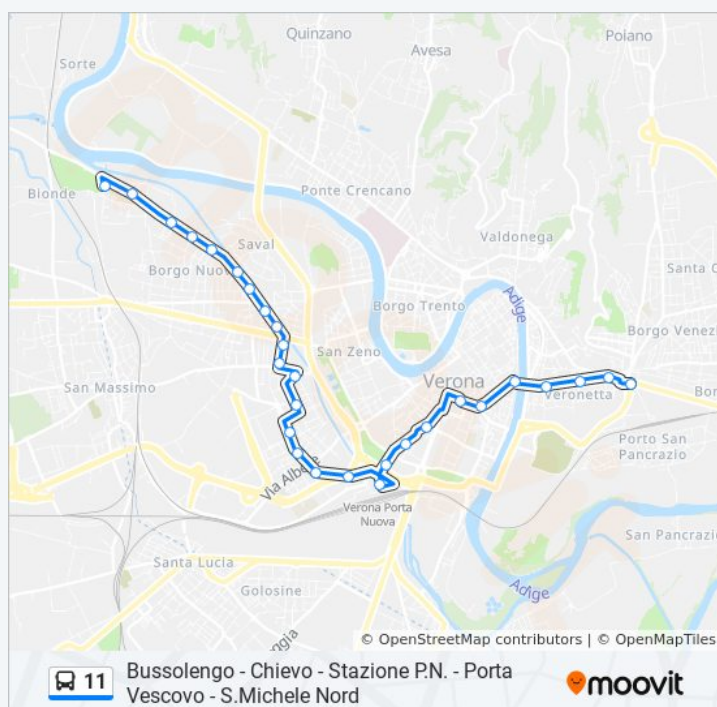 Quinzano
Avesa
Poiano
Sorte
Bionde
Ponte Crencano
Valdonega
Saval
Santa C
Borgo Nuo
Borgo Trento
Adige
Borgo Venez
San Zeno
Verona
San Massimo
Veronetta
Bor
Porto San
Pancrazio
Via Albere
Verona Porta
Nuova
San Pancrazio
Santa Lucia
Golosine
Adige
ggia
© OpenStreetMap contributors | © OpenMapTiles
11
Bussolengo - Chievo - Stazione P.N. - Porta
Vescovo - S.Michele Nord
moovit